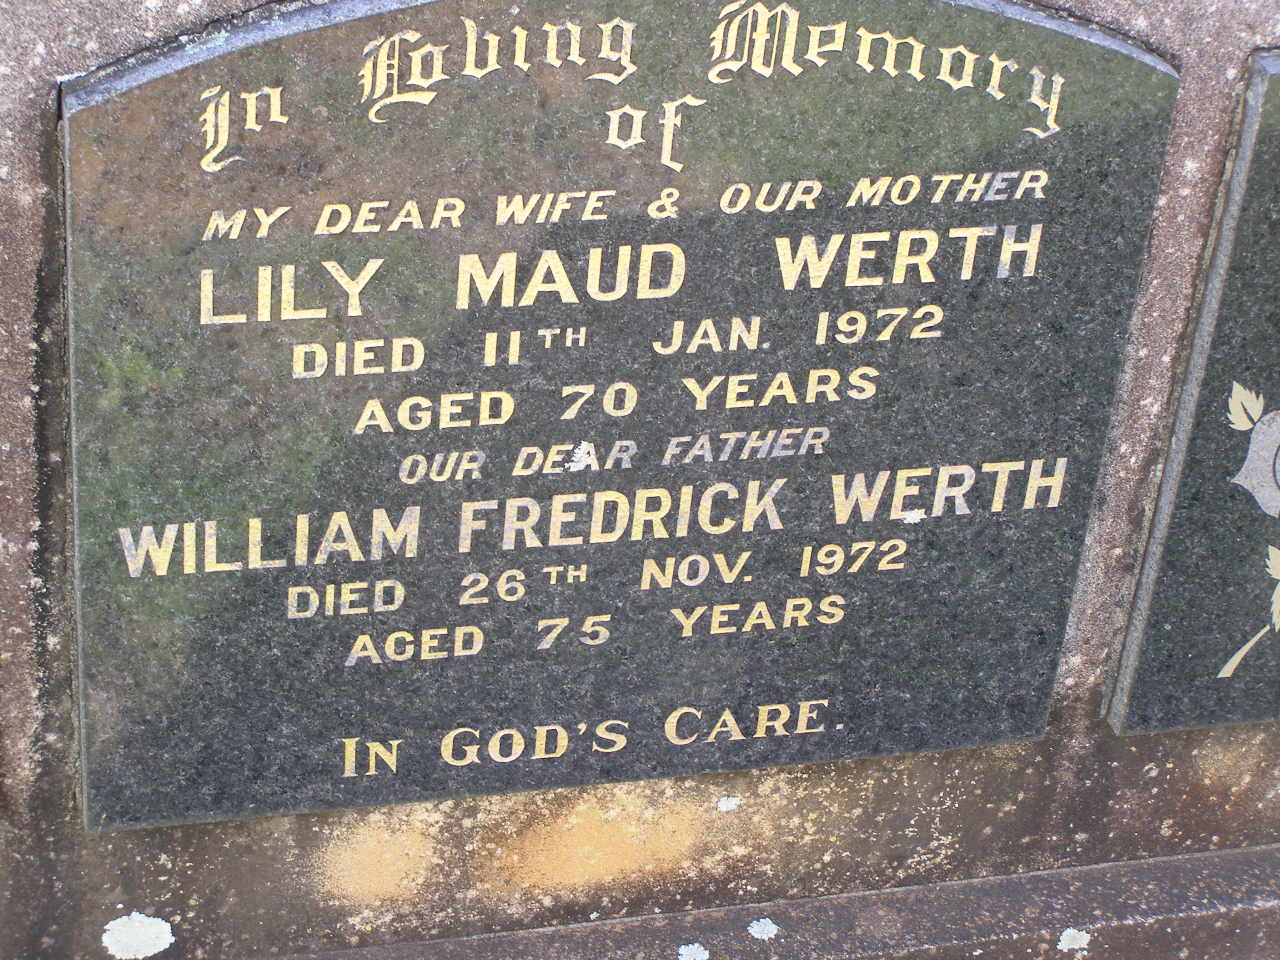 In Loving Memory
of
MY DEAR WIFE & OUR MOTHER
LILY MAUD WERTH
DIED 11TH JAN. 1972
AGED 70 YEARS
OUR DEAR FATHER
WILLIAM FREDRICK WERTH
DIED 26TH NOV. 1972
AGED 75 YEARS
IN GOD'S CARE.